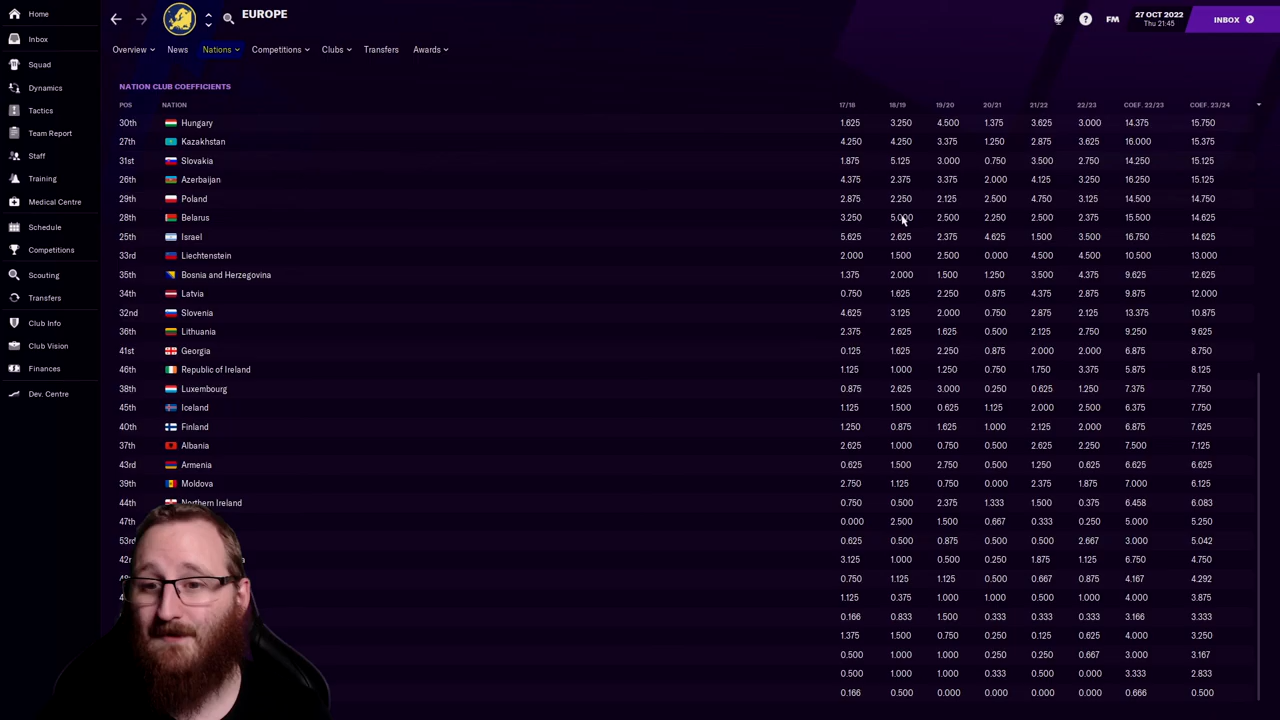 Home
Inbox
Squad
Dynamics
Tactics
Team Report
Staff
Training
Medical Centre
Schedule
Competitions
Scouting
Transfers
Club Info
Club Vision
Finances
Dev. Centre
EUROPE
FM 27 OCT 2022 Thu 21:45 INBOX
Overview News Nations Competitions Clubs Transfers Awards
NATION CLUB COEFFICIENTS
POS NATION 17/18 18/19 19/20 20/21 21/22 22/23 COEF. 22/23 COEF. 23/24
30th Hungary 1.625 3.250 4.500 1.375 3.625 3.000 14.375 15.750
27th Kazakhstan 4.250 4.250 3.375 1.250 2.875 3.625 16.000 15.375
31st Slovakia 1.875 5.125 3.000 0.750 3.500 2.750 14.250 15.125
26th Azerbaijan 4.375 2.375 3.375 2.000 4.125 3.250 16.250 15.125
29th Poland 2.875 2.250 2.125 2.500 4.750 3.125 14.500 14.750
28th Belarus 3.250 5.000 2.500 2.250 2.500 2.375 15.500 14.625
25th Israel 5.625 2.625 2.375 4.625 1.500 3.500 16.750 14.625
33rd Liechtenstein 2.000 1.500 2.500 0.000 4.500 4.500 10.500 13.000
35th Bosnia and Herzegovina 1.375 2.000 1.500 1.250 3.500 4.375 9.625 12.625
34th Latvia 0.750 1.625 2.250 0.875 4.375 2.875 9.875 12.000
32nd Slovenia 4.625 3.125 2.000 0.750 2.875 2.125 13.375 10.875
36th Lithuania 2.375 2.625 1.625 0.500 2.125 2.750 9.250 9.625
41st Georgia 0.125 1.625 2.250 0.875 2.000 2.000 6.875 8.750
46th Republic of Ireland 1.125 1.000 1.250 0.750 1.750 3.375 5.875 8.125
38th Luxembourg 0.875 2.625 3.000 0.250 0.625 1.250 7.375 7.750
45th Iceland 1.125 1.500 0.625 1.125 2.000 2.500 6.375 7.750
40th Finland 1.250 0.875 1.625 1.000 2.125 2.000 6.875 7.625
37th Albania 2.625 1.000 0.750 0.500 2.625 2.250 7.500 7.125
43rd Armenia 0.625 1.500 2.750 0.500 1.250 0.625 6.625 6.625
39th Moldova 2.750 1.125 0.750 0.000 2.375 1.875 7.000 6.125
44th Northern Ireland 0.750 0.500 2.375 1.333 1.500 0.375 6.458 6.083
47th 0.000 2.500 1.500 0.667 0.333 0.250 5.000 5.250
53rd 0.625 0.500 0.875 0.500 0.500 2.667 3.000 5.042
3.125 1.000 0.500 0.250 1.875 1.125 6.750 4.750
0.750 1.125 1.125 0.500 0.667 0.875 4.167 4.292
1.125 0.375 1.000 1.000 0.500 1.000 4.000 3.875
0.166 0.833 1.500 0.333 0.333 0.333 3.166 3.333
1.375 1.500 0.750 0.250 0.125 0.625 4.000 3.250
0.500 1.000 1.000 0.250 0.250 0.667 3.000 3.167
0.500 1.000 1.000 0.333 0.500 0.000 3.333 2.833
0.166 0.500 0.000 0.000 0.000 0.000 0.666 0.500